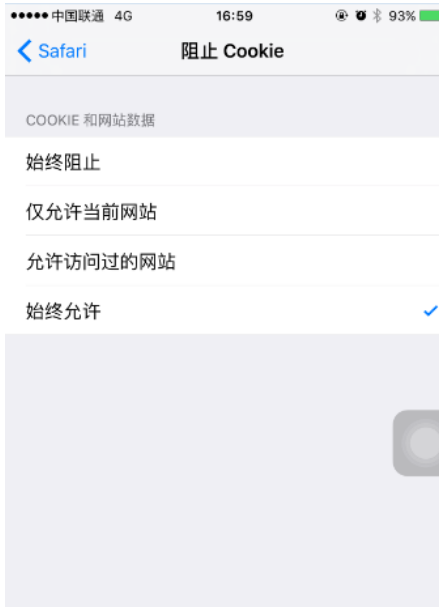 中国联通 4G 16:59 93%
Safari 阻止 Cookie
COOKIE 和网站数据
始终阻止
仅允许当前网站
允许访问过的网站
始终允许